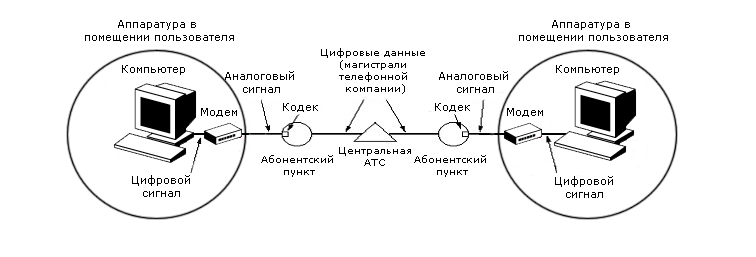 Аппаратура в
помещении пользователя
Компьютер
Модем
Цифровой
сигнал
Аналоговый
сигнал
Кодек
Абонентский
пункт
Цифровые данные
(магистрали
телефонной
компании)
Центральная
АТС
Аналоговый
сигнал
Кодек
Абонентский
пункт
Аппаратура в
помещении пользователя
Компьютер
Модем
Цифровой
сигнал